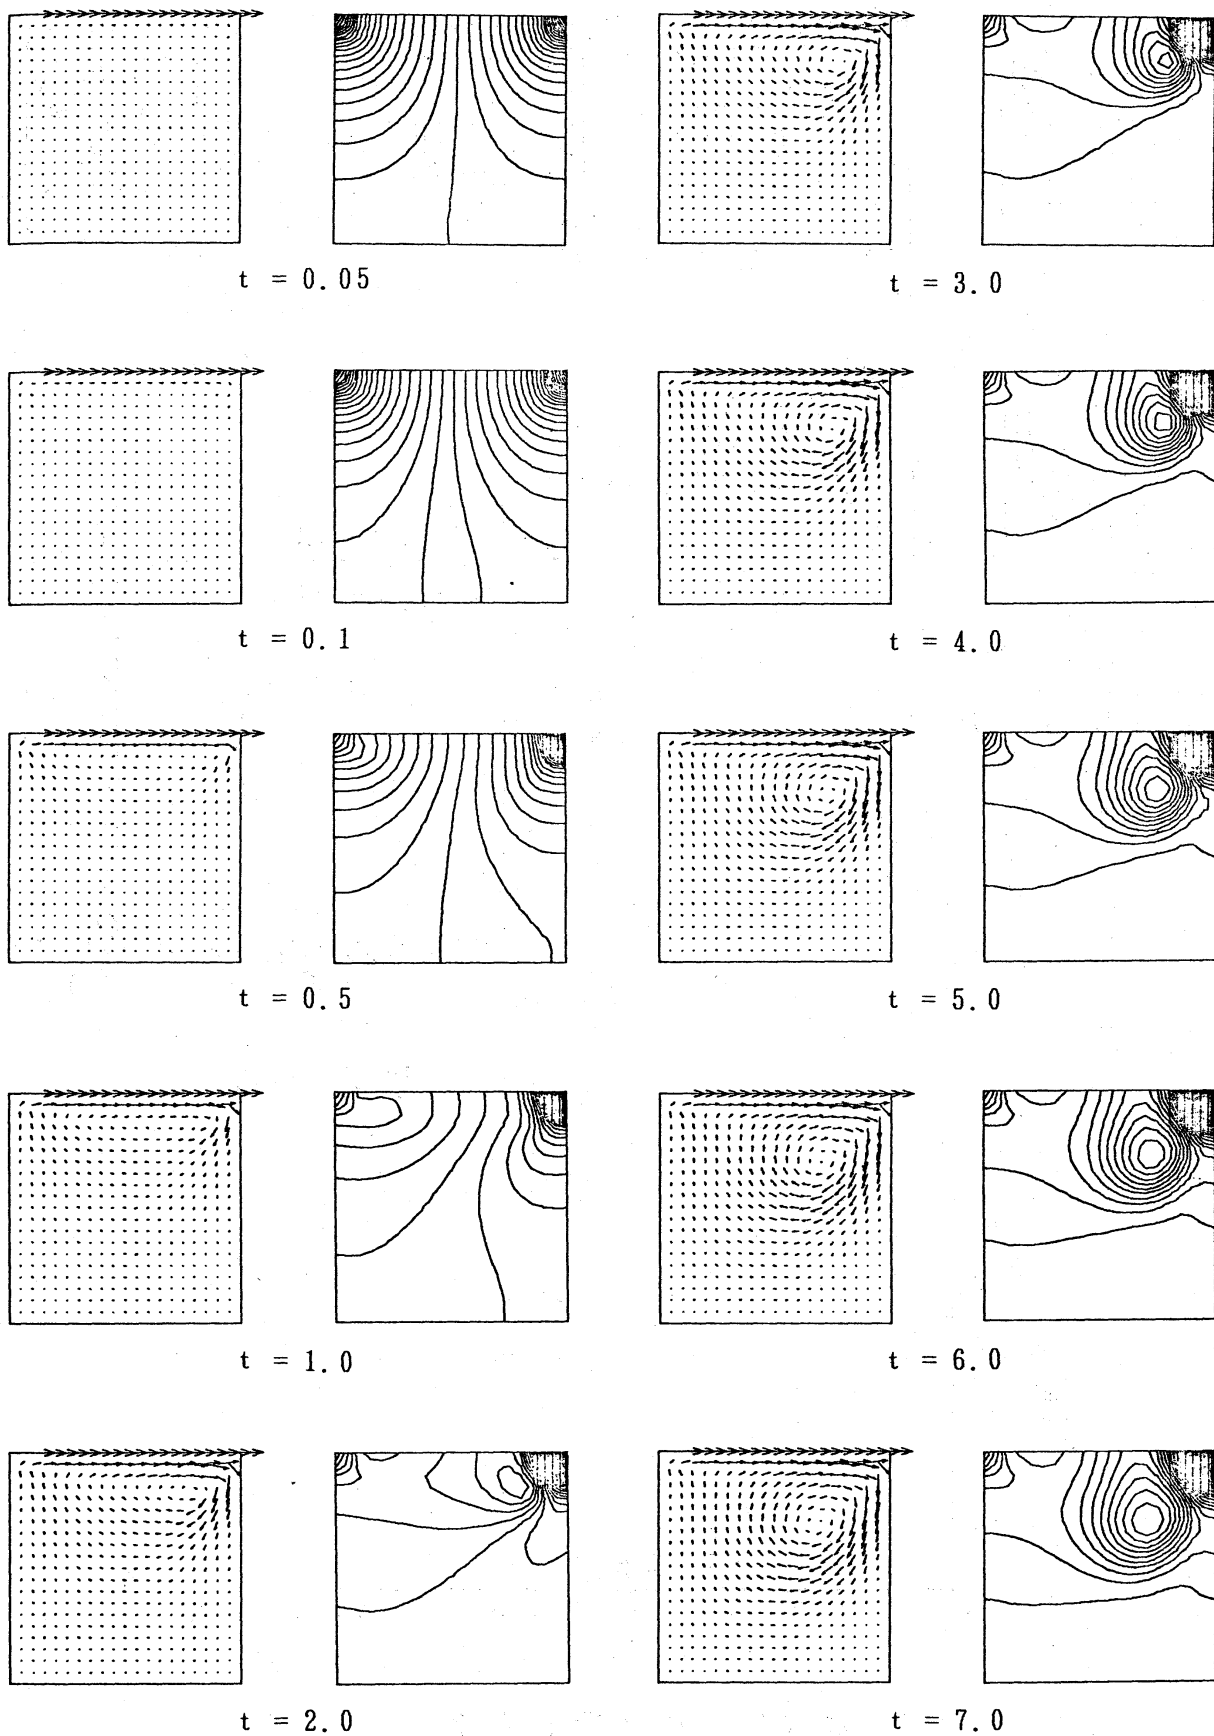 t = 0.05
t = 0.1
t = 0.5
t = 1.0
t = 2.0
t = 3.0
t = 4.0
t = 5.0
t = 6.0
t = 7.0